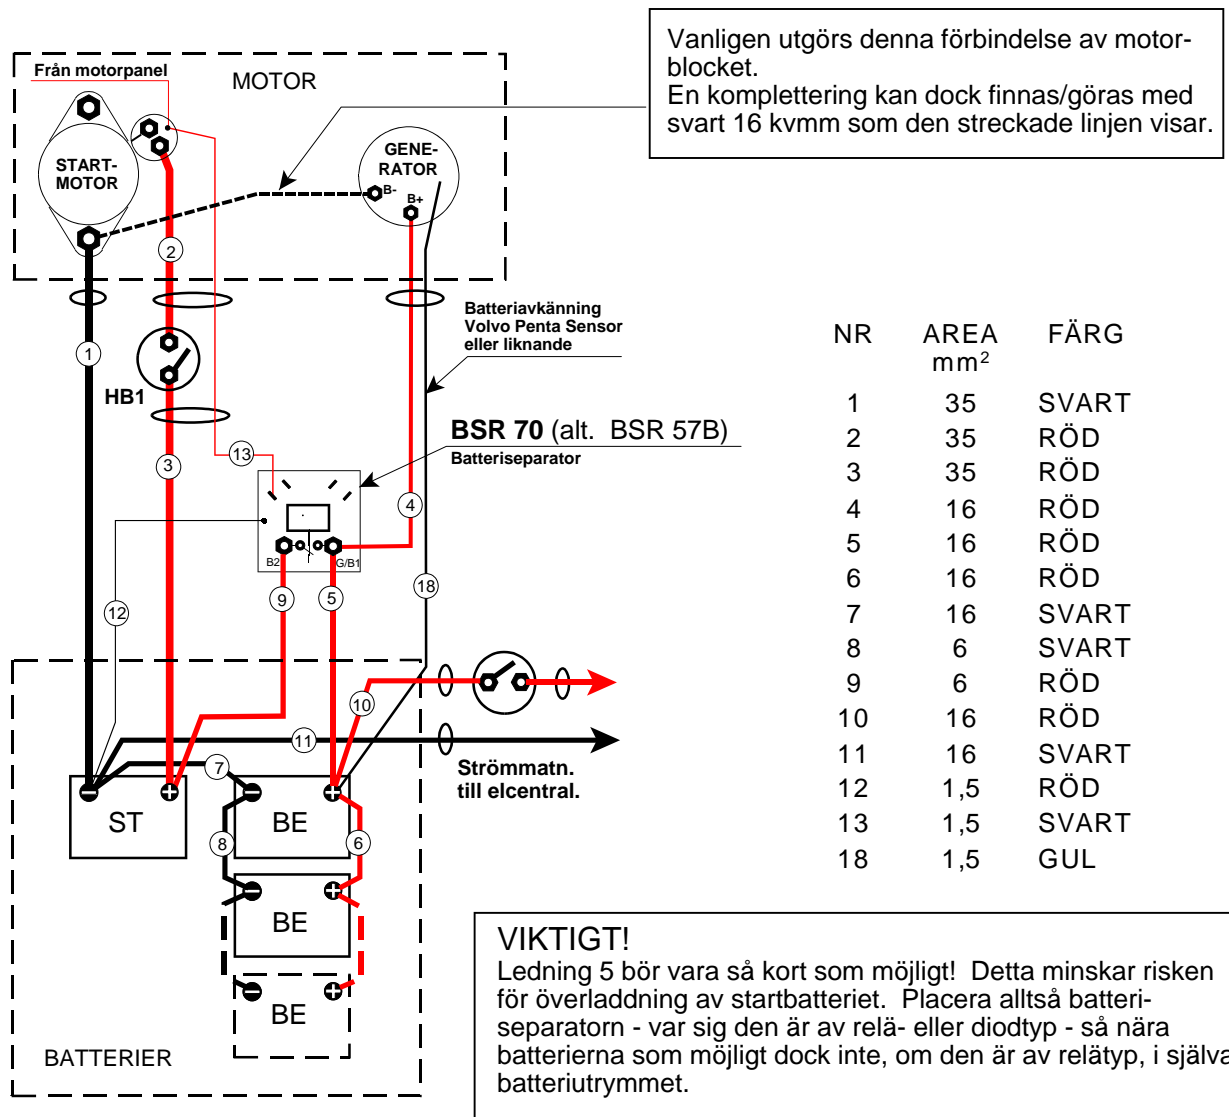 Vanligen utgörs denna förbindelse av motor-
blocket.
En komplettering kan dock finnas/göras med
svart 16 kvmm som den streckade linjen visar.
Från motorpanel
MOTOR
START-
MOTOR
GENE-
RATOR
B-
B+
2
1
HB1
3
13
Batteriavkänning
Volvo Penta Sensor
eller liknande
BSR 70 (alt. BSR 57B)
Batteriseparator
4
B2
G/B1
12
9
5
18
10
11
Strömmatn.
till elcentral.
7
ST
BE
8
6
BE
BE
BATTERIER
NR AREA FÄRG
mm²
1 35 SVART
2 35 RÖD
3 35 RÖD
4 16 RÖD
5 16 RÖD
6 16 RÖD
7 16 SVART
8 6 SVART
9 6 RÖD
10 16 RÖD
11 16 SVART
12 1,5 RÖD
13 1,5 SVART
18 1,5 GUL
VIKTIGT!
Ledning 5 bör vara så kort som möjligt! Detta minskar risken
för överladdning av startbatteriet. Placera alltså batteri-
separatorn - var sig den är av relä- eller diodtyp - så nära
batterierna som möjligt dock inte, om den är av relätyp, i själva
batteriutrymmet.